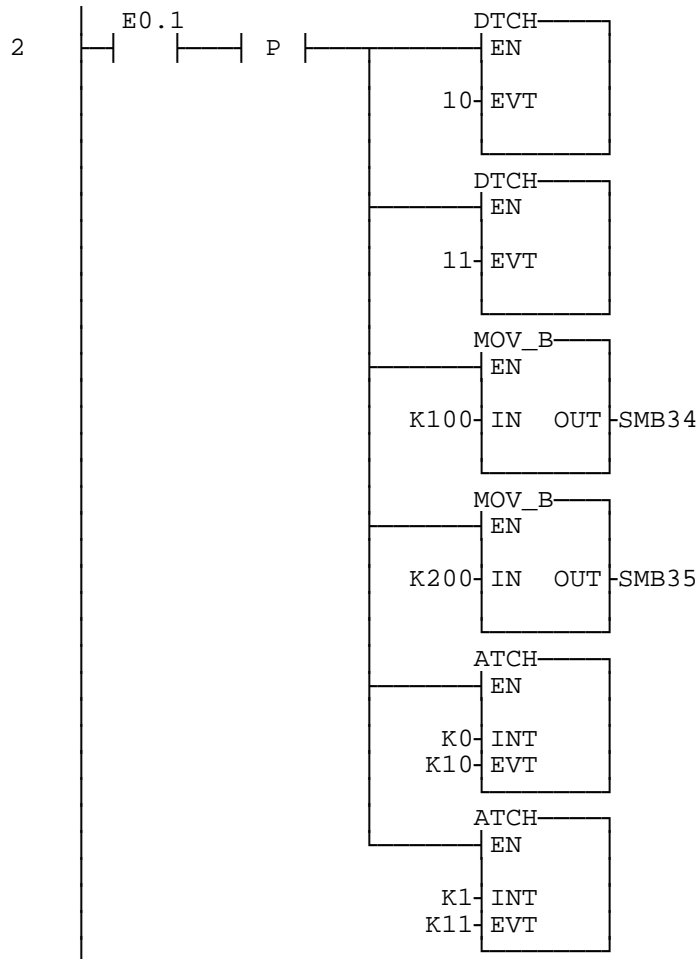 E0.1 DTCH
2 P EN
10 EVT
DTCH
EN
11 EVT
MOV_B
EN
K100 IN OUT SMB34
MOV_B
EN
K200 IN OUT SMB35
ATCH
EN
K0 INT
K10 EVT
ATCH
EN
K1 INT
K11 EVT